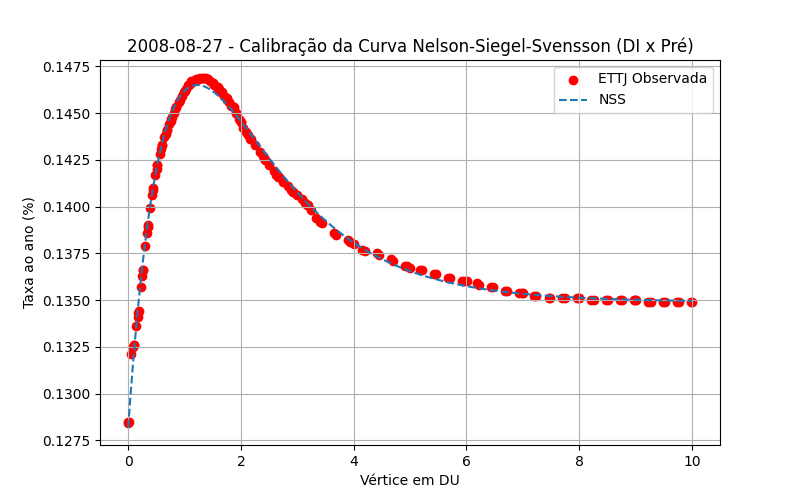 2008-08-27 - Calibração da Curva Nelson-Siegel-Svensson (DI x Pré)
ETTJ Observada
NSS
Taxa ao ano (%)
0.1475
0.1450
0.1425
0.1400
0.1375
0.1350
0.1325
0.1300
0.1275
0 2 4 6 8 10
Vértice em DU